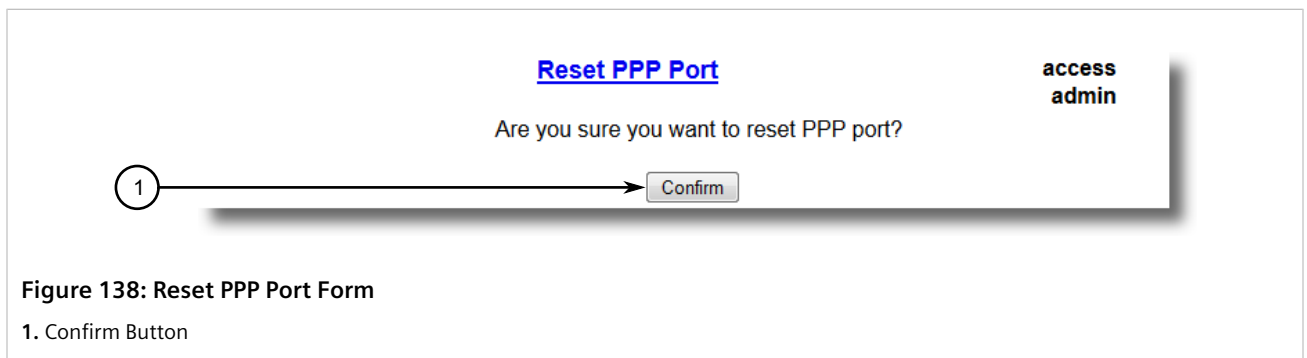 Reset PPP Port
access
admin
Are you sure you want to reset PPP port?
1
Confirm
Figure 138: Reset PPP Port Form
1. Confirm Button